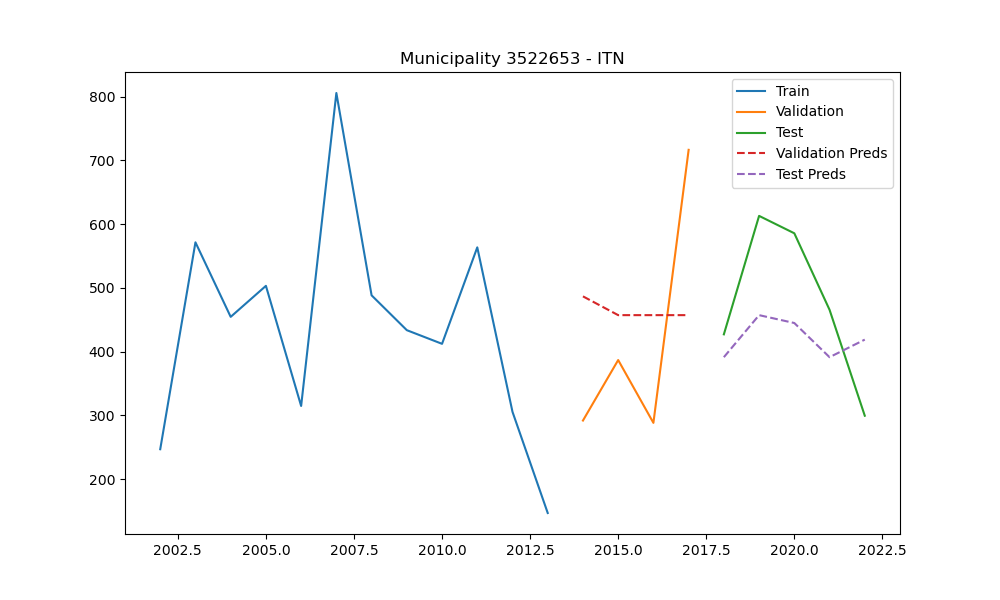 Municipality 3522653 - ITN
Train
Validation
Test
Validation Preds
Test Preds
800
700
600
500
400
300
200
2002.5 2005.0 2007.5 2010.0 2012.5 2015.0 2017.5 2020.0 2022.5